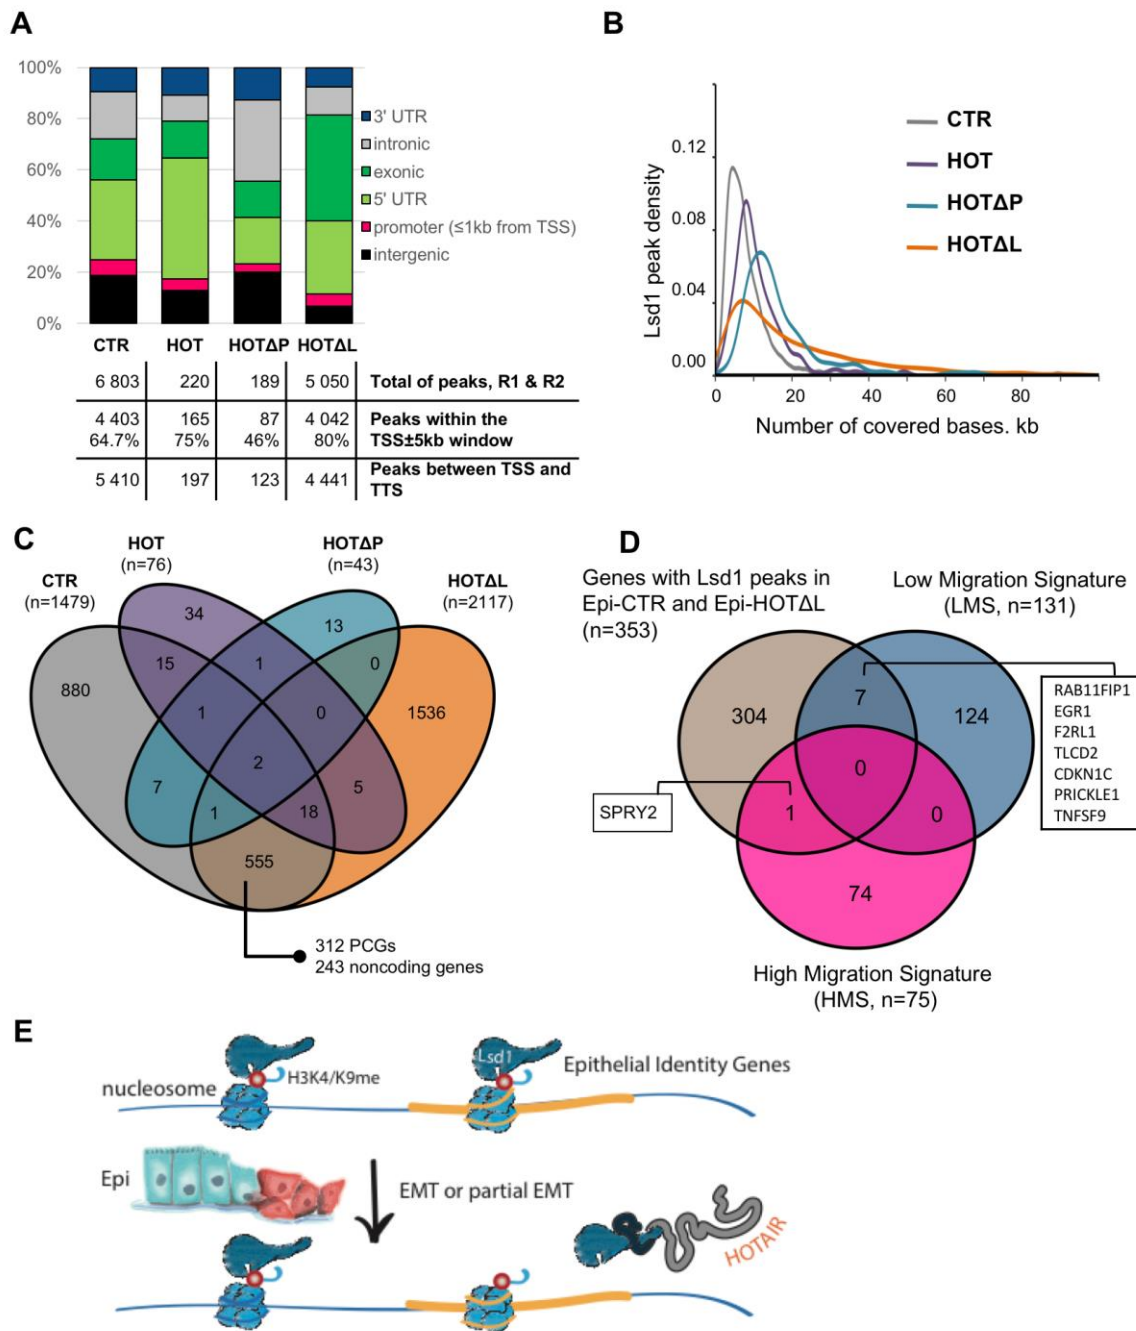 A
100%
80%
60%
40%
20%
0%
3' UTR
intronic
exonic
5' UTR
promoter (≤1kb from TSS)
intergenic
CTR HOT HOTΔP HOTΔL
6 803 220 189 5 050 Total of peaks, R1 & R2
4 403 165 87 4 042 Peaks within the
64.7% 75% 46% 80% TSS±5kb window
5 410 197 123 4 441 Peaks between TSS and
TTS
B
Lsd1 peak density
0.12
0.08
0.04
0.00
0 20 40 60 80
Number of covered bases. kb
CTR
HOT
HOTΔP
HOTΔL
C
CTR
(n=1479)
HOT
(n=76)
HOTΔP
(n=43)
HOTΔL
(n=2117)
34 13
15 1 0
880 1 0 1536
7 2 5
1 18
555
312 PCGs
243 noncoding genes
D
Genes with Lsd1 peaks in
Epi-CTR and Epi-HOTΔL
(n=353)
Low Migration Signature
(LMS, n=131)
304 7 124
0
1 0
74
SPRY2
RAB11FIP1
EGR1
F2RL1
TLCD2
CDKN1C
PRICKLE1
TNFSF9
High Migration Signature
(HMS, n=75)
E
nucleosome
H3K4/K9me
Lsd1
Epithelial Identity Genes
Epi
EMT or partial EMT
HOTAIR